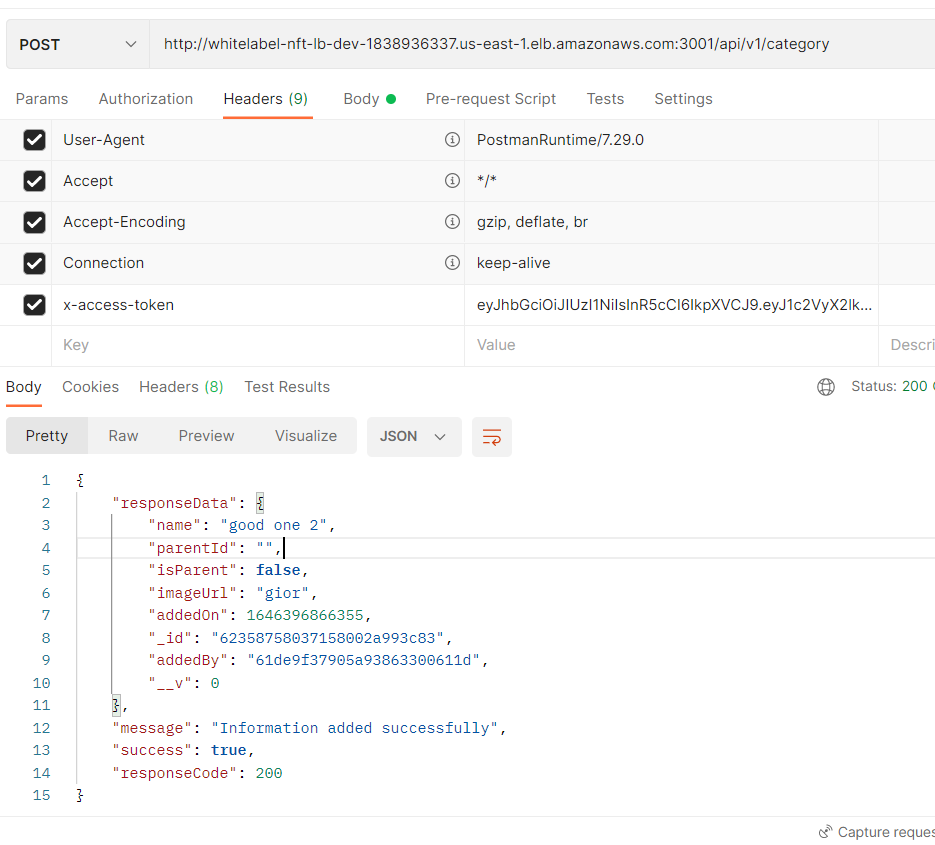 POST http://whitelabel-nft-lb-dev-1838936337.us-east-1.elb.amazonaws.com:3001/api/v1/category
Params Authorization Headers (9) Body Pre-request Script Tests Settings
User-Agent PostmanRuntime/7.29.0
Accept */*
Accept-Encoding gzip, deflate, br
Connection keep-alive
x-access-token eyJhbGciOiJIUzI1NiIsInR5cCI6IkpXVCJ9.eyJ1c2VyX2lk...
Key Value Descri
Body Cookies Headers (8) Test Results Status: 200
Pretty Raw Preview Visualize JSON
1 {
2 "responseData": {
3 "name": "good one 2",
4 "parentId": "",
5 "isParent": false,
6 "imageUrl": "gior",
7 "addedOn": 1646396866355,
8 "_id": "62358758037158002a993c83",
9 "addedBy": "61de9f37905a93863300611d",
10 "__v": 0
11 },
12 "message": "Information added successfully",
13 "success": true,
14 "responseCode": 200
15 }
Capture reques